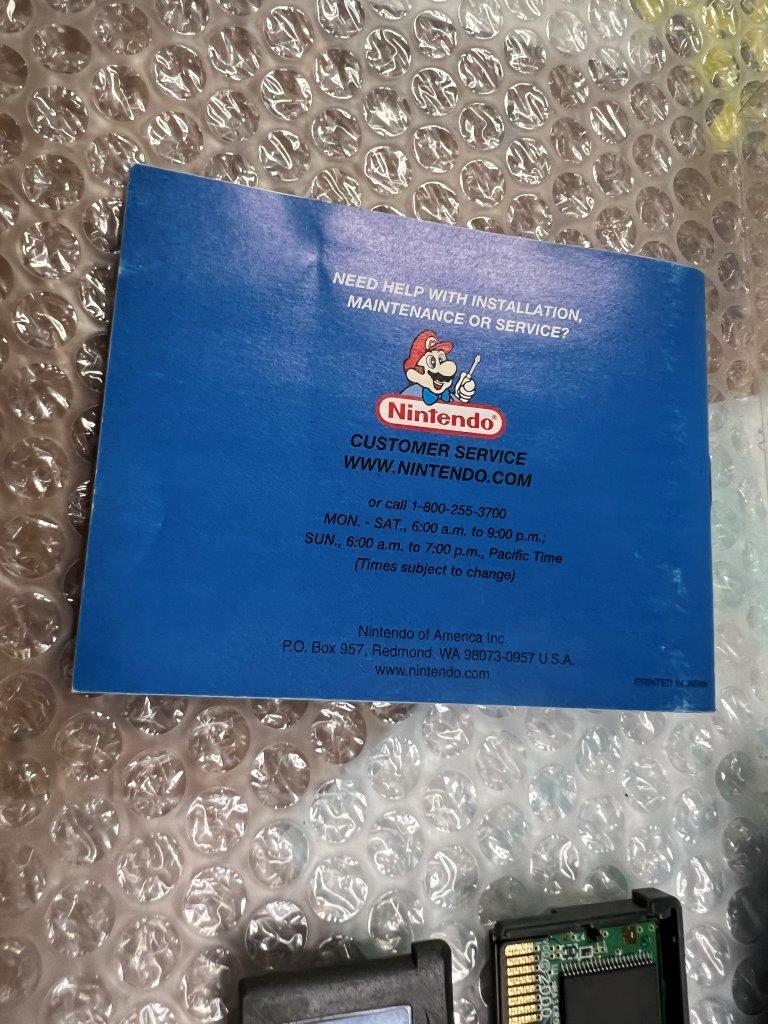 NEED HELP WITH INSTALLATION,
MAINTENANCE OR SERVICE?
Nintendo®
CUSTOMER SERVICE
WWW.NINTENDO.COM
or call 1-800-255-3700
MON. - SAT., 6:00 a.m. to 9:00 p.m.;
SUN., 6:00 a.m. to 7:00 p.m., Pacific Time
(Times subject to change)
Nintendo of America Inc.
P.O. Box 957, Redmond, WA 98073-0957 U.S.A.
www.nintendo.com
PRINTED IN JAPAN